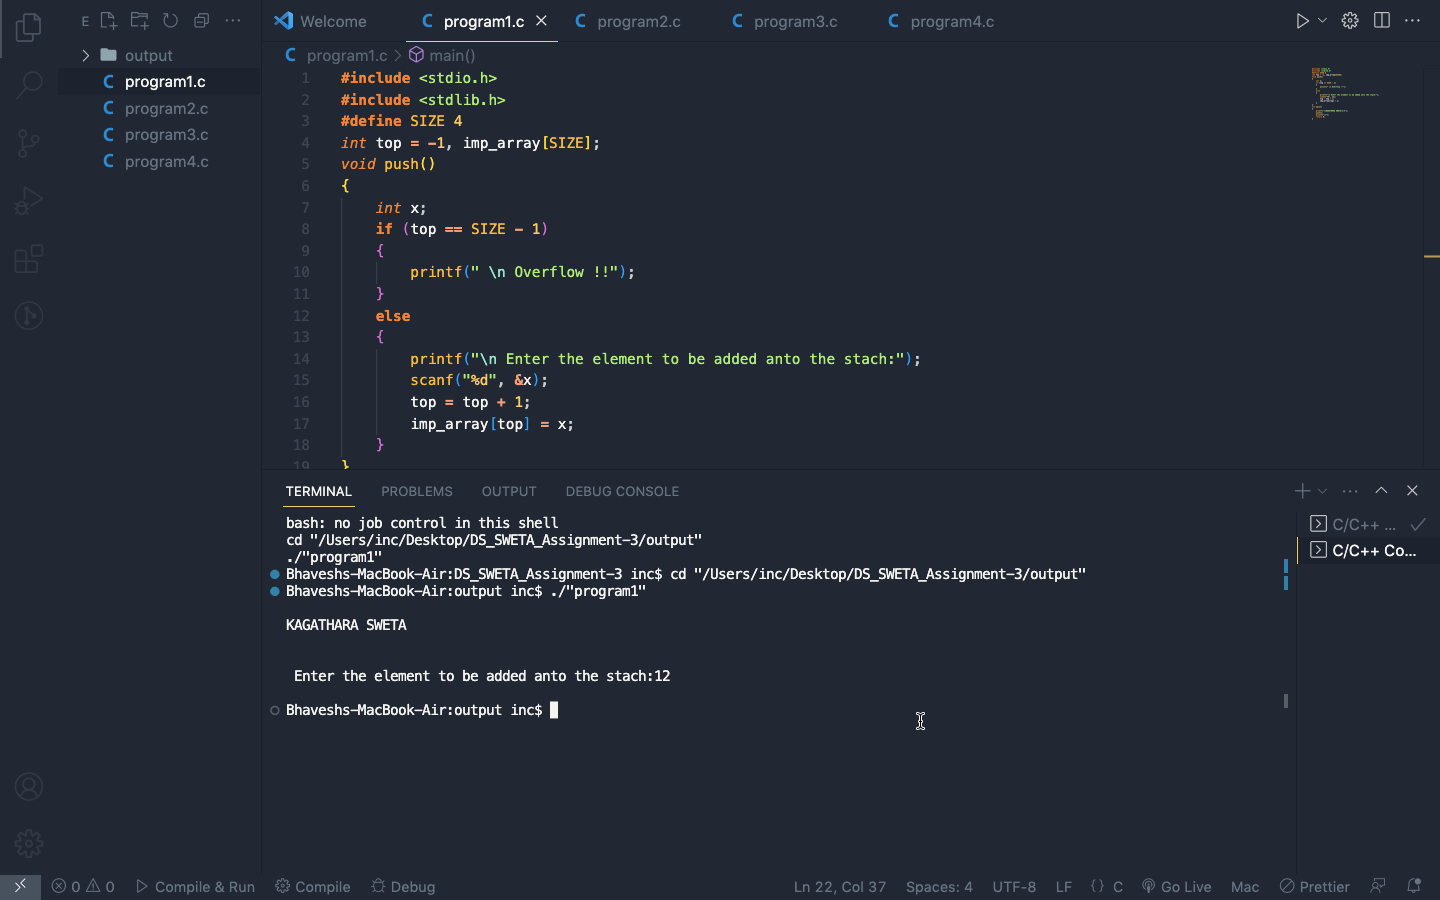 E
Welcome
program1.c
program2.c
program3.c
program4.c
output
program1.c
program2.c
program3.c
program4.c
program1.c > main()
1 #include <stdio.h>
2 #include <stdlib.h>
3 #define SIZE 4
4 int top = -1, imp_array[SIZE];
5 void push()
6 {
7 int x;
8 if (top == SIZE - 1)
9 {
10 printf(" \n Overflow !!");
11 }
12 else
13 {
14 printf("\n Enter the element to be added anto the stach:");
15 scanf("%d", &x);
16 top = top + 1;
17 imp_array[top] = x;
18 }
19 }
TERMINAL PROBLEMS OUTPUT DEBUG CONSOLE
bash: no job control in this shell
cd "/Users/inc/Desktop/DS_SWETA_Assignment-3/output"
./"program1"
Bhaveshs-MacBook-Air:DS_SWETA_Assignment-3 inc$ cd "/Users/inc/Desktop/DS_SWETA_Assignment-3/output"
Bhaveshs-MacBook-Air:output inc$ ./"program1"
KAGATHARA SWETA
Enter the element to be added anto the stach:12
Bhaveshs-MacBook-Air:output inc$
C/C++ ...
C/C++ Co...
0 0 Compile & Run Compile Debug Ln 22, Col 37 Spaces: 4 UTF-8 LF {} C Go Live Mac Prettier